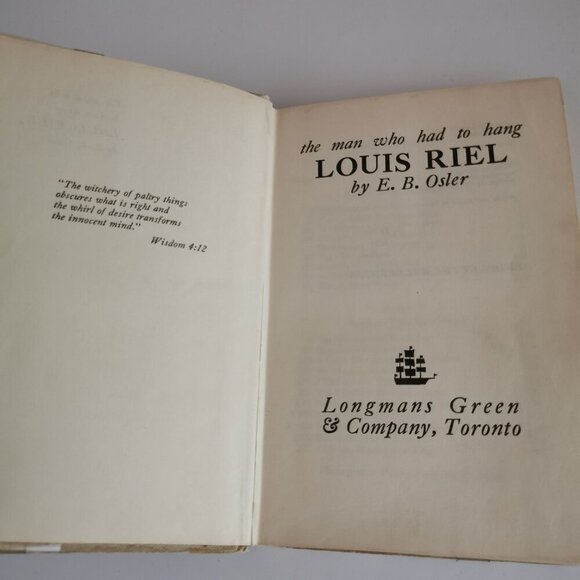 "The witchery of paltry things
obscures what is right and
the whirl of desire transforms
the innocent mind."
Wisdom 4:12
the man who had to hang
LOUIS RIEL
by E. B. Osler
Longmans Green
& Company, Toronto